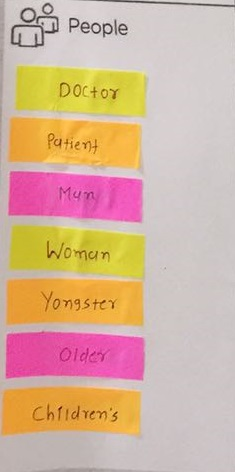 People
Doctor
Patient
Man
Woman
Yongster
Older
Children's